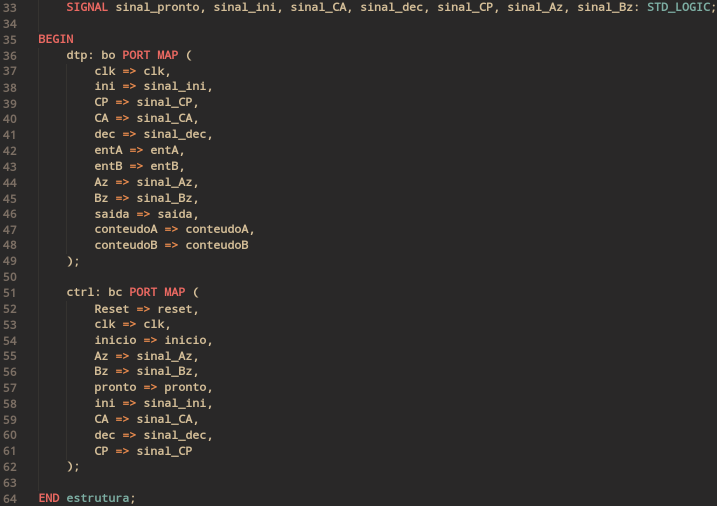 33 SIGNAL sinal_pronto, sinal_ini, sinal_CA, sinal_dec, sinal_CP, sinal_Az, sinal_Bz: STD_LOGIC;
34
35 BEGIN
36 dtp: bo PORT MAP (
37 clk => clk,
38 ini => sinal_ini,
39 CP => sinal_CP,
40 CA => sinal_CA,
41 dec => sinal_dec,
42 entA => entA,
43 entB => entB,
44 Az => sinal_Az,
45 Bz => sinal_Bz,
46 saida => saida,
47 conteudoA => conteudoA,
48 conteudoB => conteudoB
49 );
50
51 ctrl: bc PORT MAP (
52 Reset => reset,
53 clk => clk,
54 inicio => inicio,
55 Az => sinal_Az,
56 Bz => sinal_Bz,
57 pronto => pronto,
58 ini => sinal_ini,
59 CA => sinal_CA,
60 dec => sinal_dec,
61 CP => sinal_CP
62 );
63
64 END estrutura;